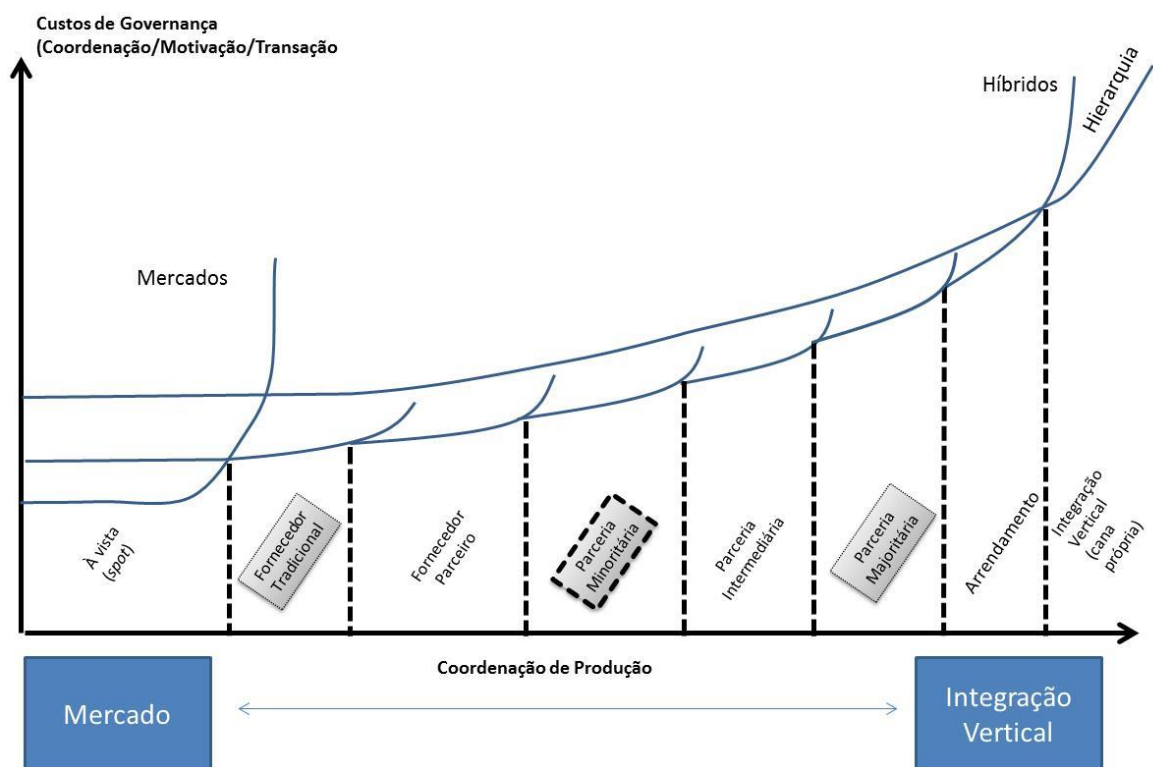 Custos de Governança
(Coordenação/Motivação/Transação
Híbridos
Hierarquia
Mercados
À vista
(spot)
Fornecedor
Tradicional
Fornecedor
Parceiro
Parceria
Minoritária
Parceria
Intermediária
Parceria
Majoritária
Arrendamento
Integração
Vertical
(cana
própria)
Coordenação de Produção
Mercado
Integração
Vertical